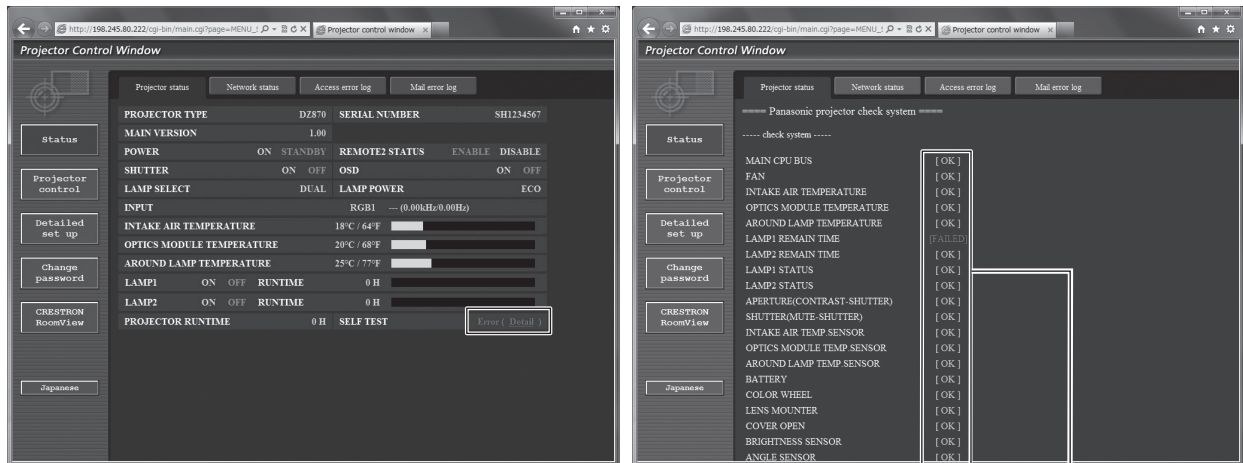 http://198.245.80.222/cgi-bin/main.cgi?page=MENU_S
Projector control window
Projector Control Window
Projector status Network status Access error log Mail error log
Status
Projector control
Detailed set up
Change password
CRESTRON RoomView
Japanese
PROJECTOR TYPE DZ870 SERIAL NUMBER SH1234567
MAIN VERSION 1.00
POWER ON STANDBY REMOTE2 STATUS ENABLE DISABLE
SHUTTER ON OFF OSD ON OFF
LAMP SELECT DUAL LAMP POWER ECO
INPUT RGB1 --- (0.00kHz/0.00Hz)
INTAKE AIR TEMPERATURE 18°C / 64°F
OPTICS MODULE TEMPERATURE 20°C / 68°F
AROUND LAMP TEMPERATURE 25°C / 77°F
LAMP1 ON OFF RUNTIME 0 H
LAMP2 ON OFF RUNTIME 0 H
PROJECTOR RUNTIME 0 H SELF TEST Error ( Detail )
http://198.245.80.222/cgi-bin/main.cgi?page=MENU_S
Projector control window
Projector Control Window
Projector status Network status Access error log Mail error log
Status
Projector control
Detailed set up
Change password
CRESTRON RoomView
Japanese
==== Panasonic projector check system ====
----- check system -----
MAIN CPU BUS [ OK ]
FAN [ OK ]
INTAKE AIR TEMPERATURE [ OK ]
OPTICS MODULE TEMPERATURE [ OK ]
AROUND LAMP TEMPERATURE [ OK ]
LAMP1 REMAIN TIME [FAILED]
LAMP2 REMAIN TIME [ OK ]
LAMP1 STATUS [ OK ]
LAMP2 STATUS [ OK ]
APERTURE(CONTRAST-SHUTTER) [ OK ]
SHUTTER(MUTE-SHUTTER) [ OK ]
INTAKE AIR TEMP.SENSOR [ OK ]
OPTICS MODULE TEMP.SENSOR [ OK ]
AROUND LAMP TEMP.SENSOR [ OK ]
BATTERY [ OK ]
COLOR WHEEL [ OK ]
LENS MOUNTER [ OK ]
COVER OPEN [ OK ]
BRIGHTNESS SENSOR [ OK ]
ANGLE SENSOR [ OK ]